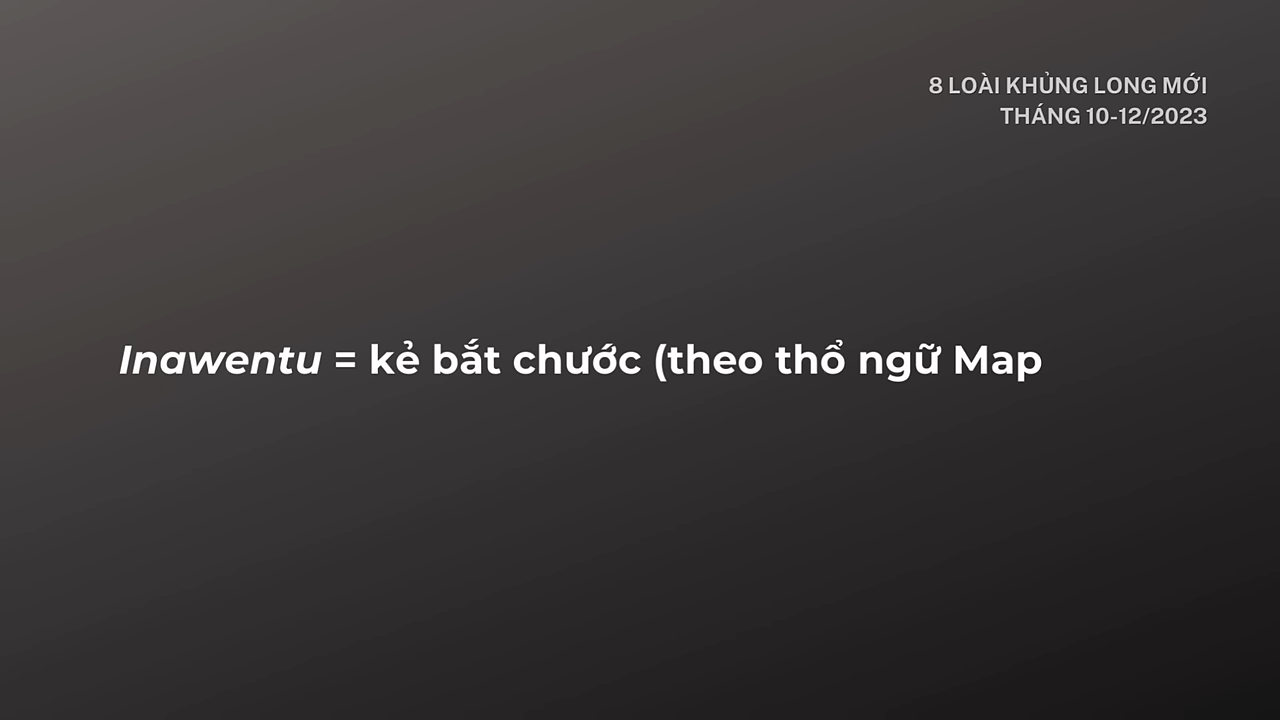 8 LOÀI KHỦNG LONG MỚI
THÁNG 10-12/2023
Inawentu = kẻ bắt chước (theo thổ ngữ Map